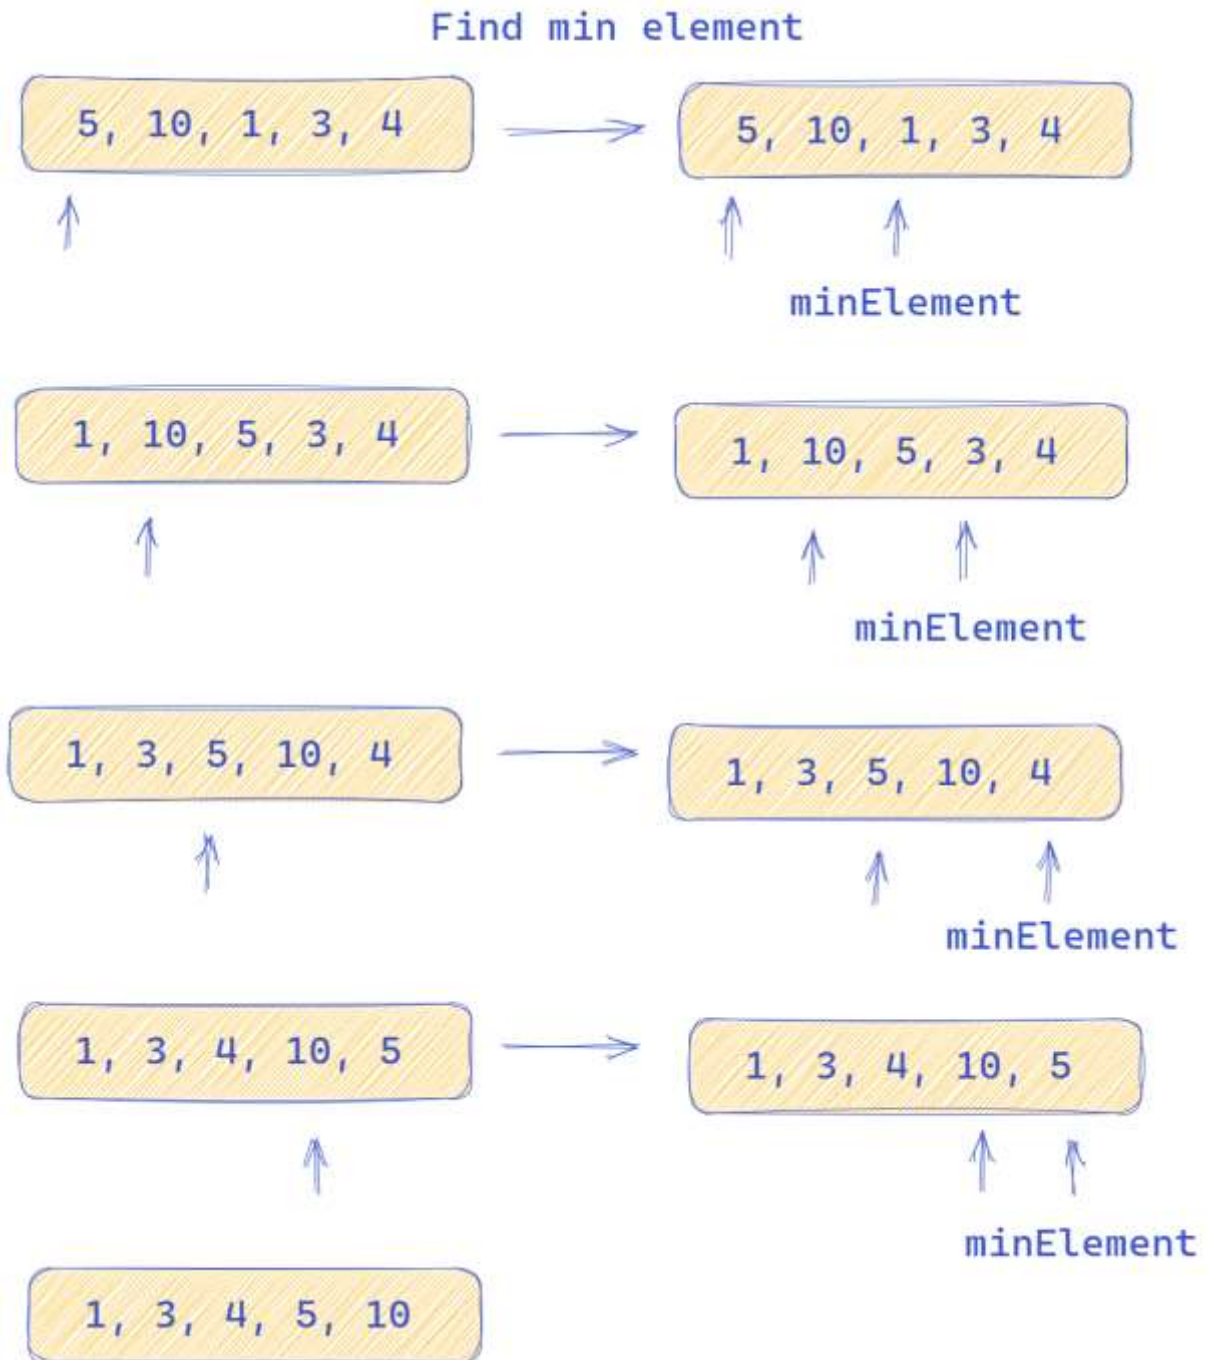 Find min element
5, 10, 1, 3, 4
5, 10, 1, 3, 4
minElement
1, 10, 5, 3, 4
1, 10, 5, 3, 4
minElement
1, 3, 5, 10, 4
1, 3, 5, 10, 4
minElement
1, 3, 4, 10, 5
1, 3, 4, 10, 5
minElement
1, 3, 4, 5, 10